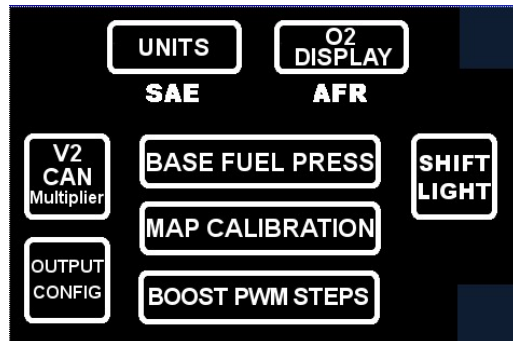 UNITS
O2
DISPLAY
SAE
AFR
V2
CAN
Multiplier
BASE FUEL PRESS
SHIFT
LIGHT
MAP CALIBRATION
OUTPUT
CONFIG
BOOST PWM STEPS